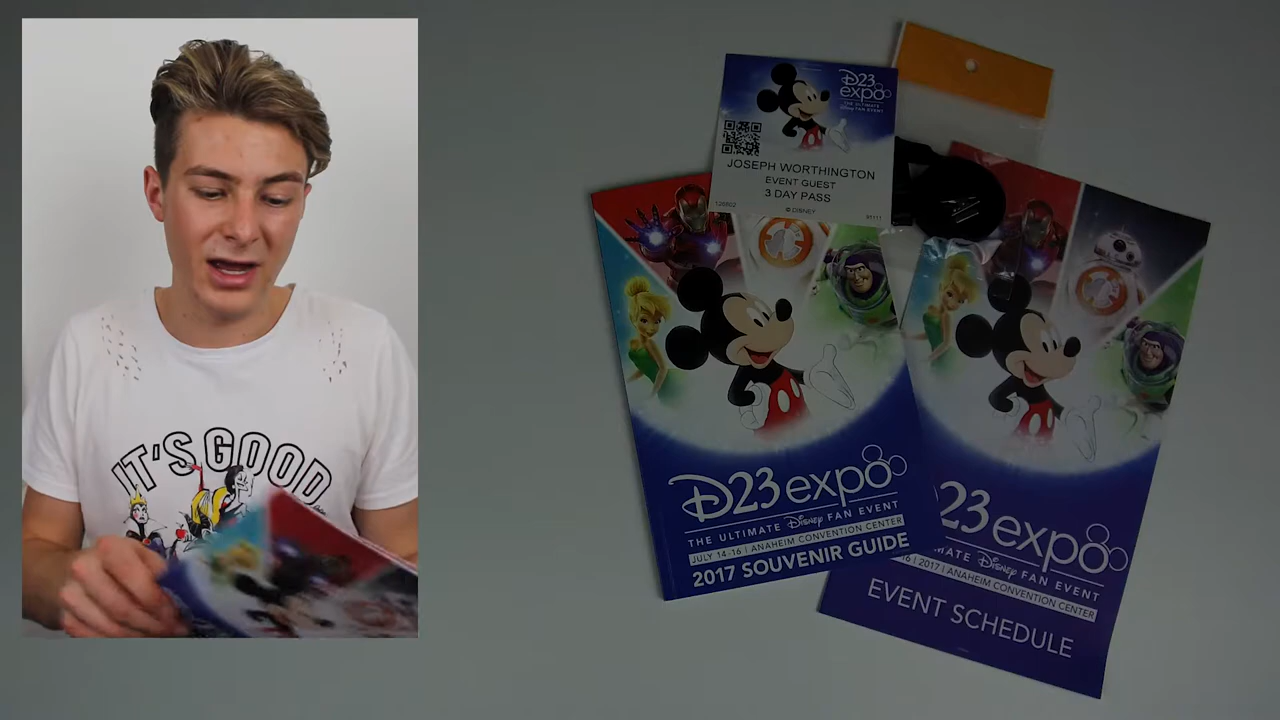 IT'S GOOD
D23
expo
THE ULTIMATE
Disney FAN EVENT
JOSEPH WORTHINGTON
EVENT GUEST
3 DAY PASS
©DISNEY
D23 expo
THE ULTIMATE Disney FAN EVENT
JULY 14-16 | ANAHEIM CONVENTION CENTER
2017 SOUVENIR GUIDE
23 expo
Disney FAN EVENT
16 | 2017 | ANAHEIM CONVENTION CENTER
EVENT SCHEDULE